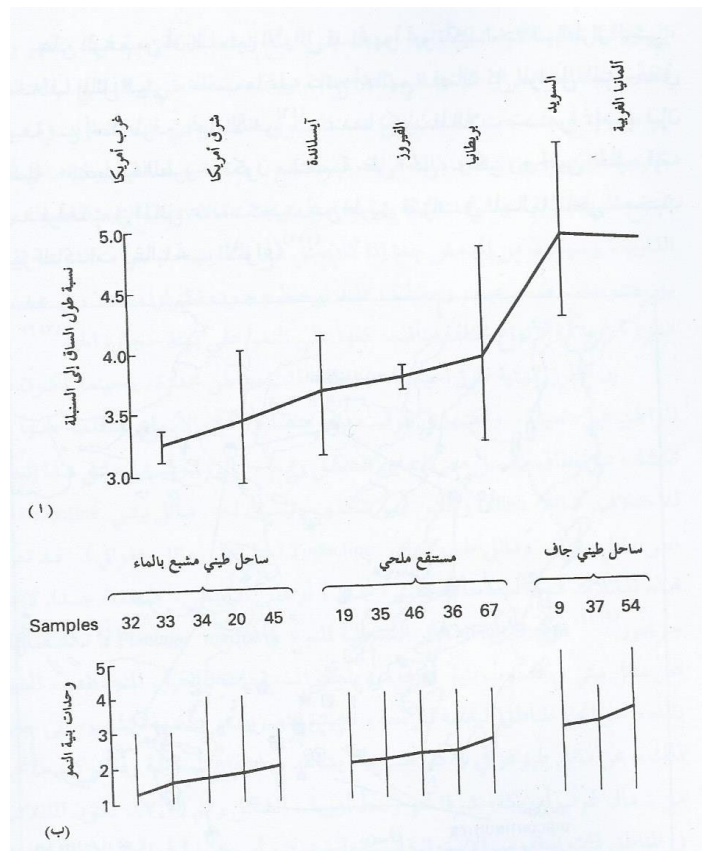 غرب أمريكا
شرق أمريكا
آيسلاندة
الفيروز
بريطانيا
السويد
ألمانيا الغربية
نسبة طول الساق إلى السنبلة
5.0
4.5
4.0
3.5
3.0
(أ)
ساحل طيني مشبع بالماء
مستنقع ملحي
ساحل طيني جاف
Samples 32 33 34 20 45 19 35 46 36 67 9 37 54
وحدات بية النمو
5
4
3
2
1
(ب)